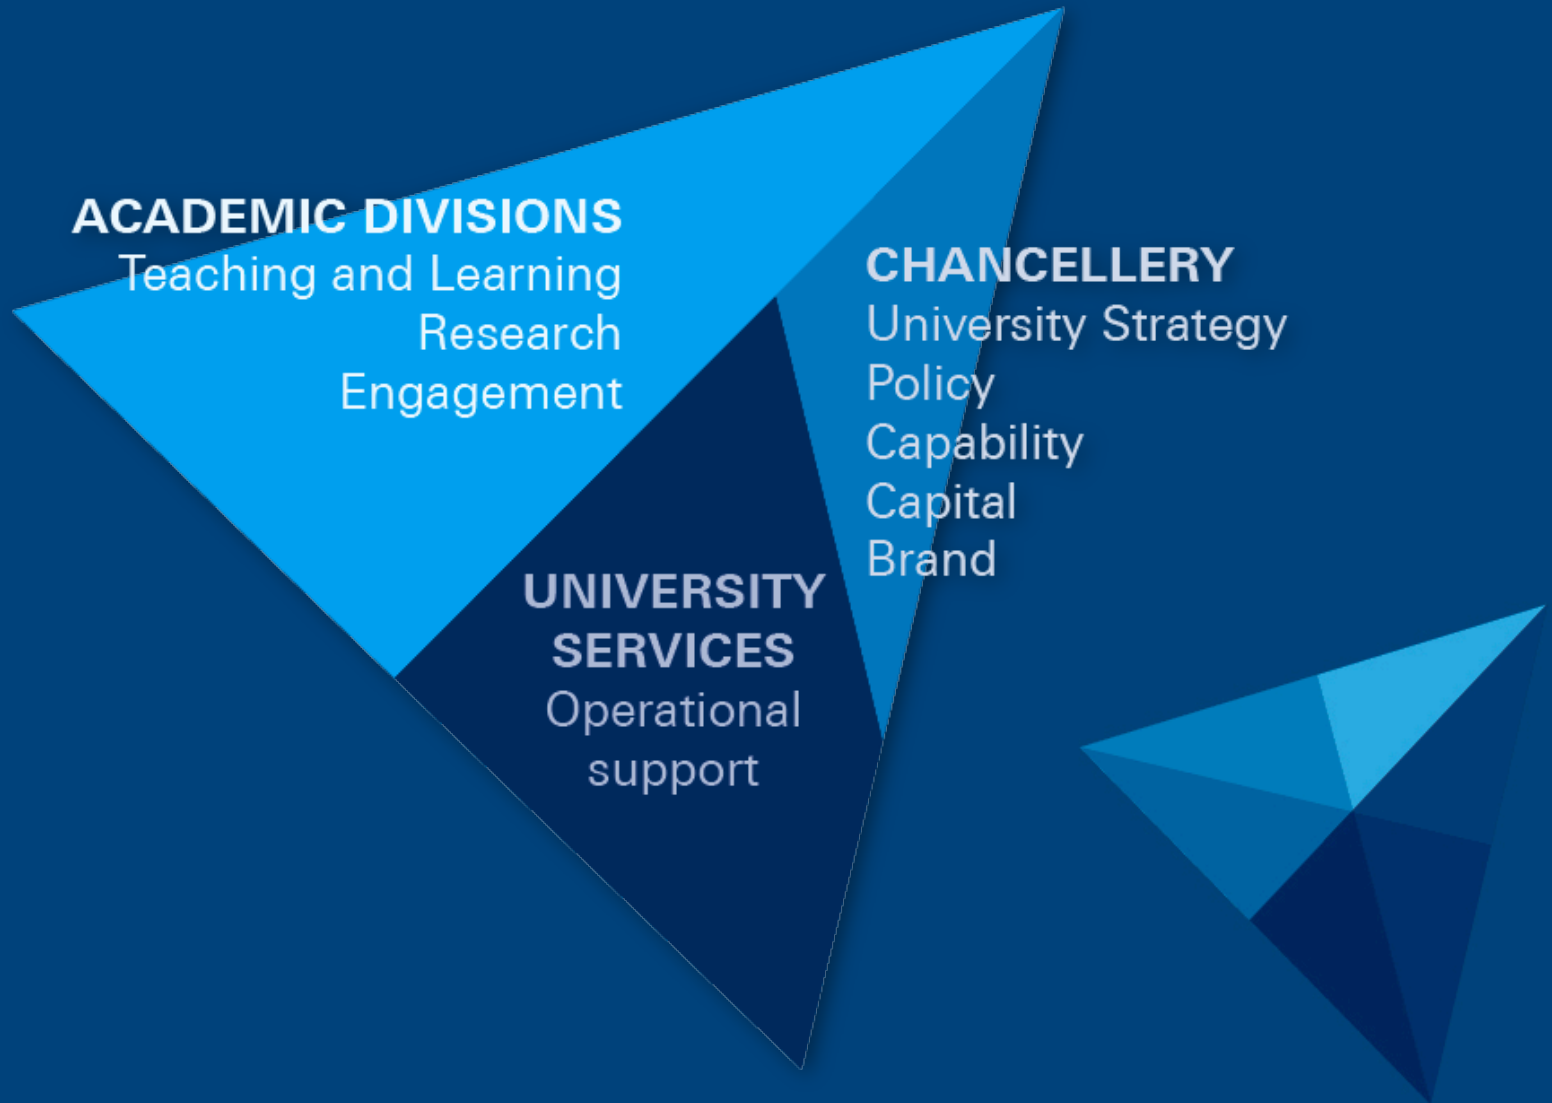 ACADEMIC DIVISIONS
Teaching and Learning
Research
Engagement
CHANCELLERY
University Strategy
Policy
Capability
Capital
Brand
UNIVERSITY
SERVICES
Operational
support